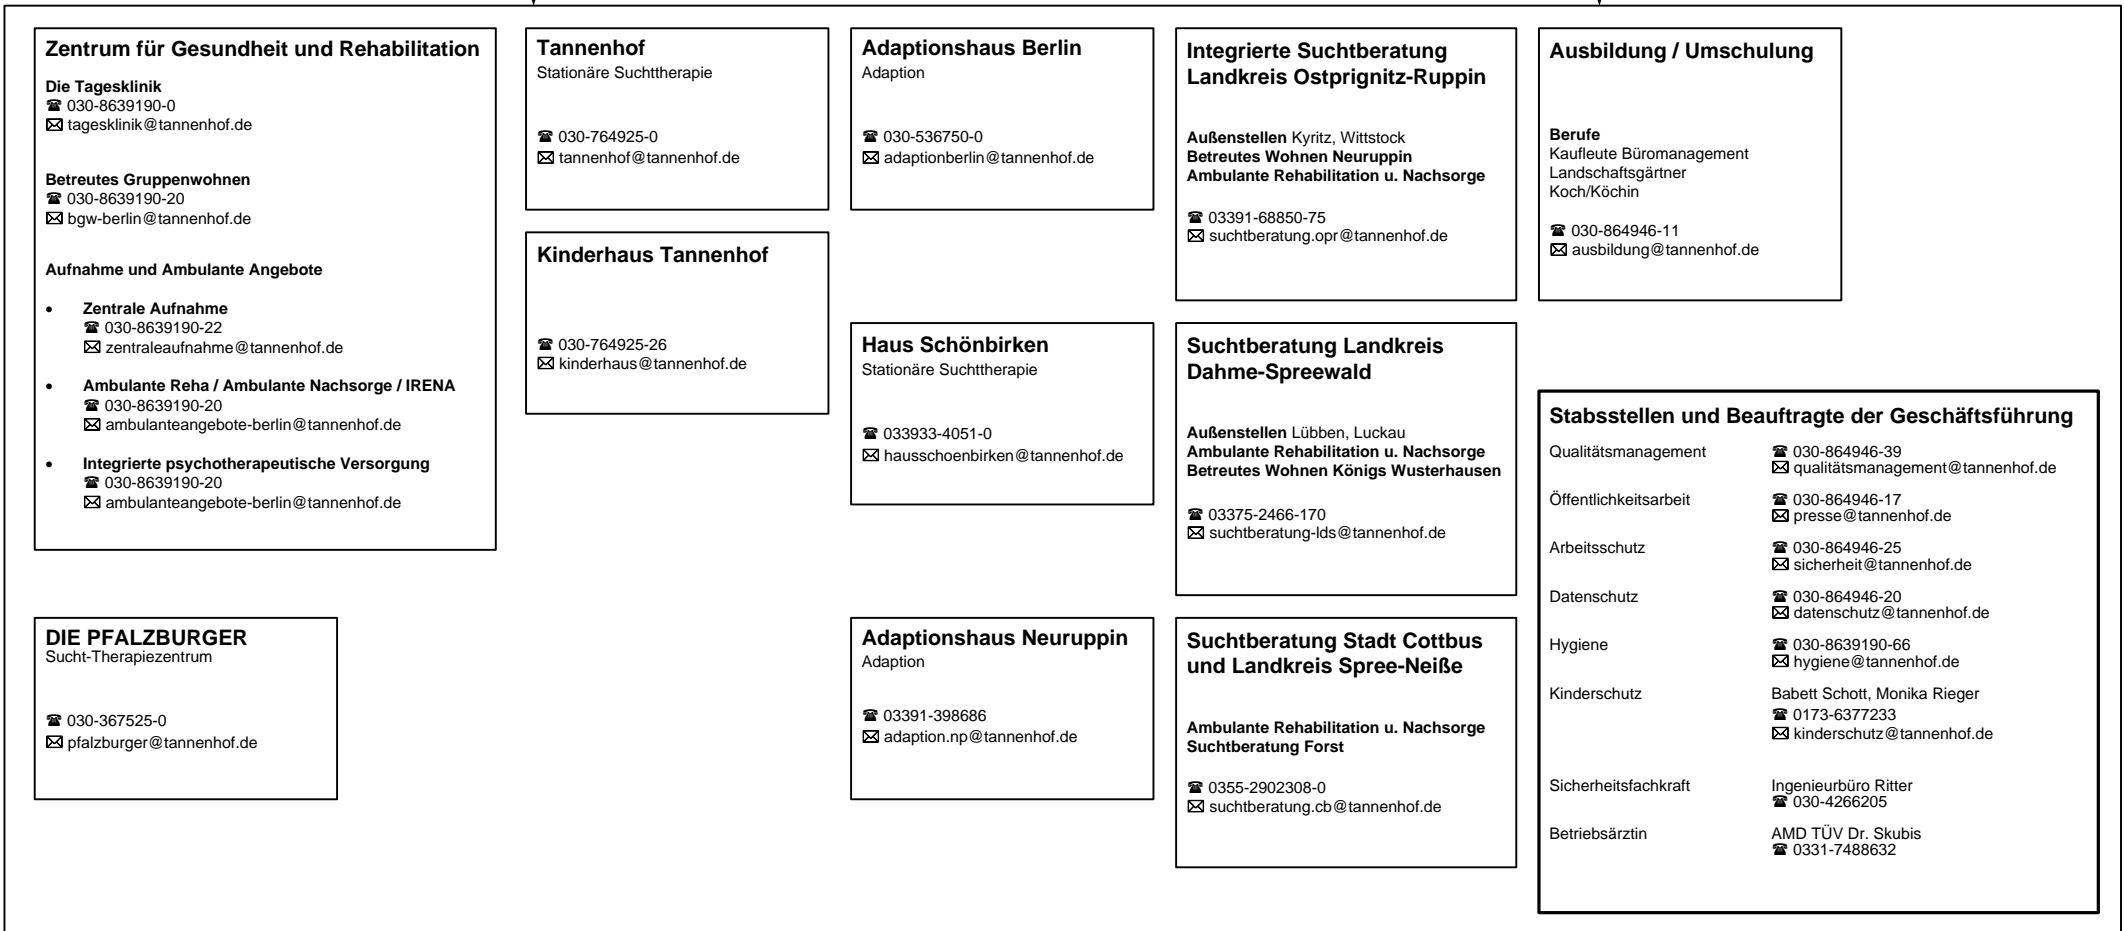 Zentrum für Gesundheit und Rehabilitation
Die Tagesklinik
☎ 030-8639190-0
✉ tagesklinik@tannenhof.de
Betreutes Gruppenwohnen
☎ 030-8639190-20
✉ bgw-berlin@tannenhof.de
Aufnahme und Ambulante Angebote
• Zentrale Aufnahme
☎ 030-8639190-22
✉ zentraleaufnahme@tannenhof.de
• Ambulante Reha / Ambulante Nachsorge / IRENA
☎ 030-8639190-20
✉ ambulanteangebote-berlin@tannenhof.de
• Integrierte psychotherapeutische Versorgung
☎ 030-8639190-20
✉ ambulanteangebote-berlin@tannenhof.de
DIE PFALZBURGER
Sucht-Therapiezentrum
☎ 030-367525-0
✉ pfalzburger@tannenhof.de
Tannenhof
Stationäre Suchttherapie
☎ 030-764925-0
✉ tannenhof@tannenhof.de
Kinderhaus Tannenhof
☎ 030-764925-26
✉ kinderhaus@tannenhof.de
Adaptionshaus Berlin
Adaption
☎ 030-536750-0
✉ adaptionberlin@tannenhof.de
Haus Schönbirken
Stationäre Suchttherapie
☎ 033933-4051-0
✉ hausschoenbirken@tannenhof.de
Adaptionshaus Neuruppin
Adaption
☎ 03391-398686
✉ adaption.np@tannenhof.de
Integrierte Suchtberatung
Landkreis Ostprignitz-Ruppin
Außenstellen Kyritz, Wittstock
Betreutes Wohnen Neuruppin
Ambulante Rehabilitation u. Nachsorge
☎ 03391-68850-75
✉ suchtberatung.opr@tannenhof.de
Suchtberatung Landkreis
Dahme-Spreewald
Außenstellen Lübben, Luckau
Ambulante Rehabilitation u. Nachsorge
Betreutes Wohnen Königs Wusterhausen
☎ 03375-2466-170
✉ suchtberatung-lds@tannenhof.de
Suchtberatung Stadt Cottbus
und Landkreis Spree-Neiße
Ambulante Rehabilitation u. Nachsorge
Suchtberatung Forst
☎ 0355-2902308-0
✉ suchtberatung.cb@tannenhof.de
Ausbildung / Umschulung
Berufe
Kaufleute Büromanagement
Landschaftsgärtner
Koch/Köchin
☎ 030-864946-11
✉ ausbildung@tannenhof.de
Stabsstellen und Beauftragte der Geschäftsführung
Qualitätsmanagement ☎ 030-864946-39
✉ qualitätsmanagement@tannenhof.de
Öffentlichkeitsarbeit ☎ 030-864946-17
✉ presse@tannenhof.de
Arbeitsschutz ☎ 030-864946-25
✉ sicherheit@tannenhof.de
Datenschutz ☎ 030-864946-20
✉ datenschutz@tannenhof.de
Hygiene ☎ 030-8639190-66
✉ hygiene@tannenhof.de
Kinderschutz Babett Schott, Monika Rieger
☎ 0173-6377233
✉ kinderschutz@tannenhof.de
Sicherheitsfachkraft Ingenieurbüro Ritter
☎ 030-4266205
Betriebsärztin AMD TÜV Dr. Skubis
☎ 0331-7488632